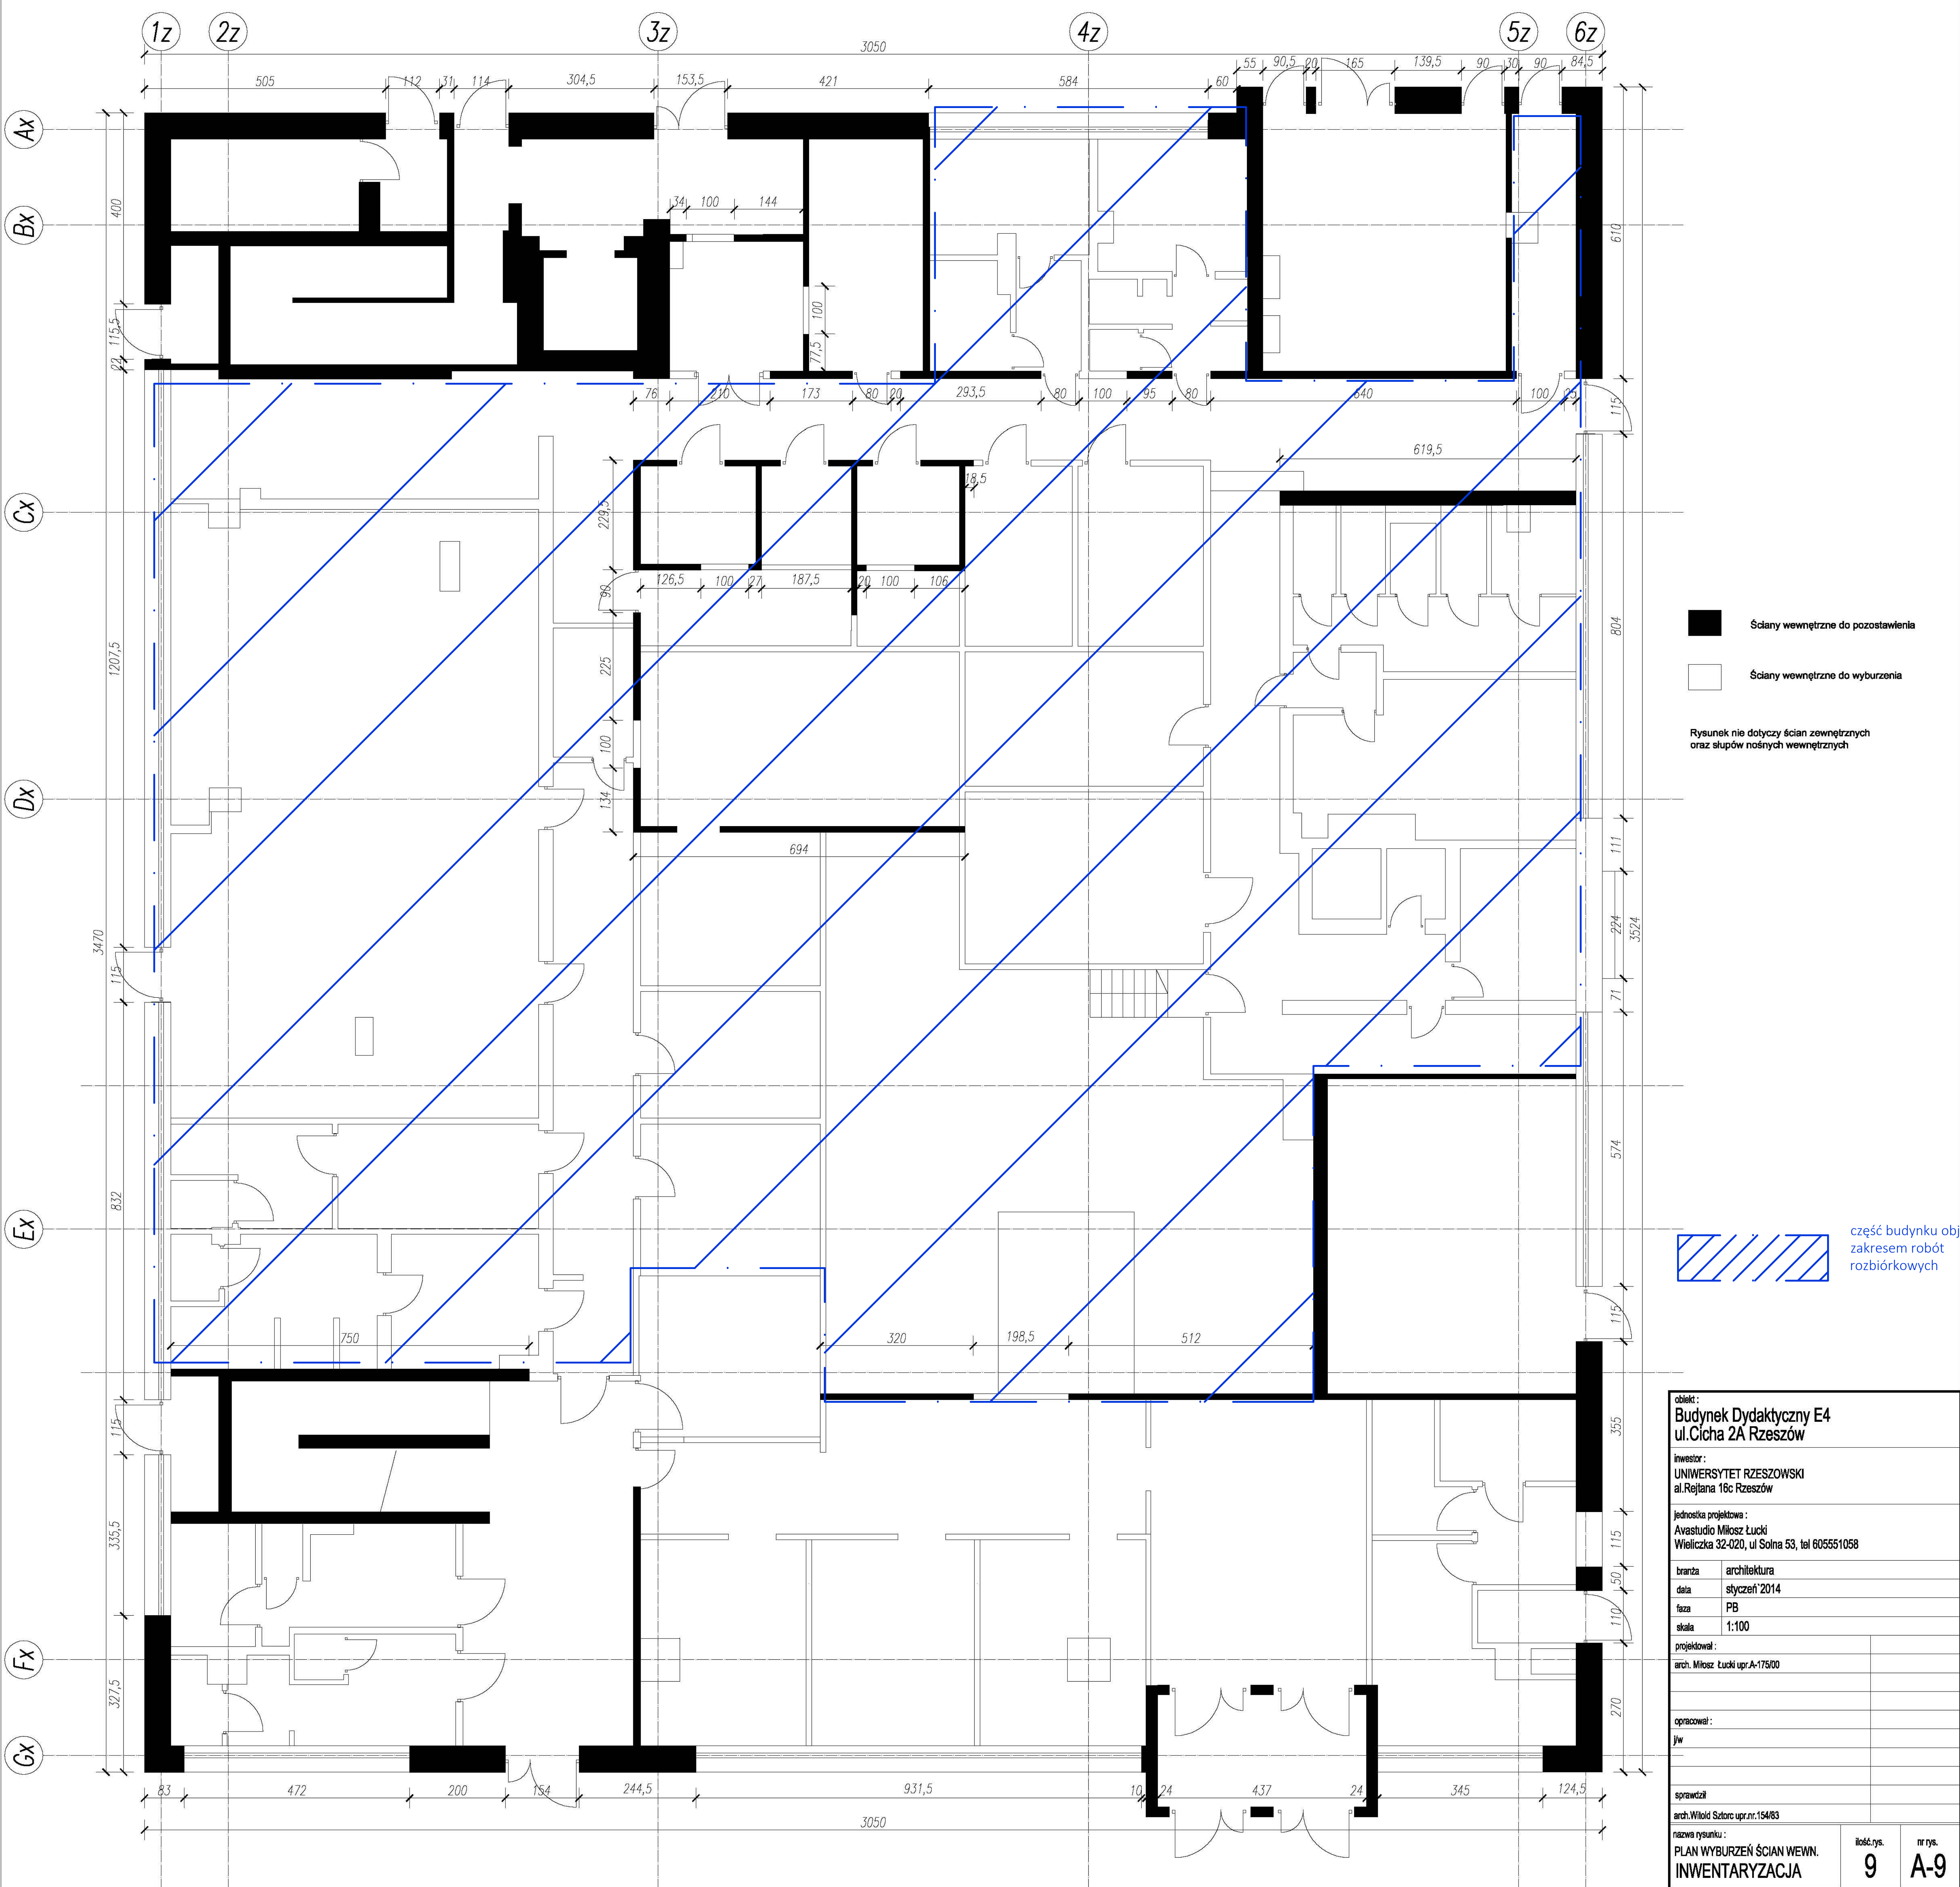 1z 2z 3z 4z 5z 6z
3050
505 112 31 114 304,5 153,5 421 584 60 55 90,5 20 165 139,5 90 30 90 84,5
Ax
Bx
Cx
Dx
Ex
Fx
Gx
400
115,5
22
1207,5
3470
115
832
115
335,5
327,5
34 100 144
100
77,5
76 210 173 80 20 293,5 80 100 95 80 640 100 25
619,5
18,5
229,5
90
126,5 100 27 187,5 20 100 106
225
100
134
694
750
320 198,5 512
610
115
804
111
224
3524
71
574
115
355
115
50
110
270
83 472 200 154 244,5 931,5 10 24 437 24 345 124,5
3050
Ściany wewnętrzne do pozostawienia
Ściany wewnętrzne do wyburzenia
Rysunek nie dotyczy ścian zewnętrznych
oraz słupów nośnych wewnętrznych
część budynku obj
zakresem robót
rozbiórkowych
obiekt :
Budynek Dydaktyczny E4
ul.Cicha 2A Rzeszów
inwestor :
UNIWERSYTET RZESZOWSKI
al.Rejtana 16c Rzeszów
jednostka projektowa :
Avastudio Miłosz Łucki
Wieliczka 32-020, ul Solna 53, tel 605551058
branża architektura
data styczeń`2014
faza PB
skala 1:100
projektował :
arch. Miłosz Łucki upr.A-175/00
opracował :
j/w
sprawdził
arch.Witold Sztorc upr.nr.154/83
nazwa rysunku :
PLAN WYBURZEŃ ŚCIAN WEWN.
INWENTARYZACJA
ilość.rys.
9
nr rys.
A-9